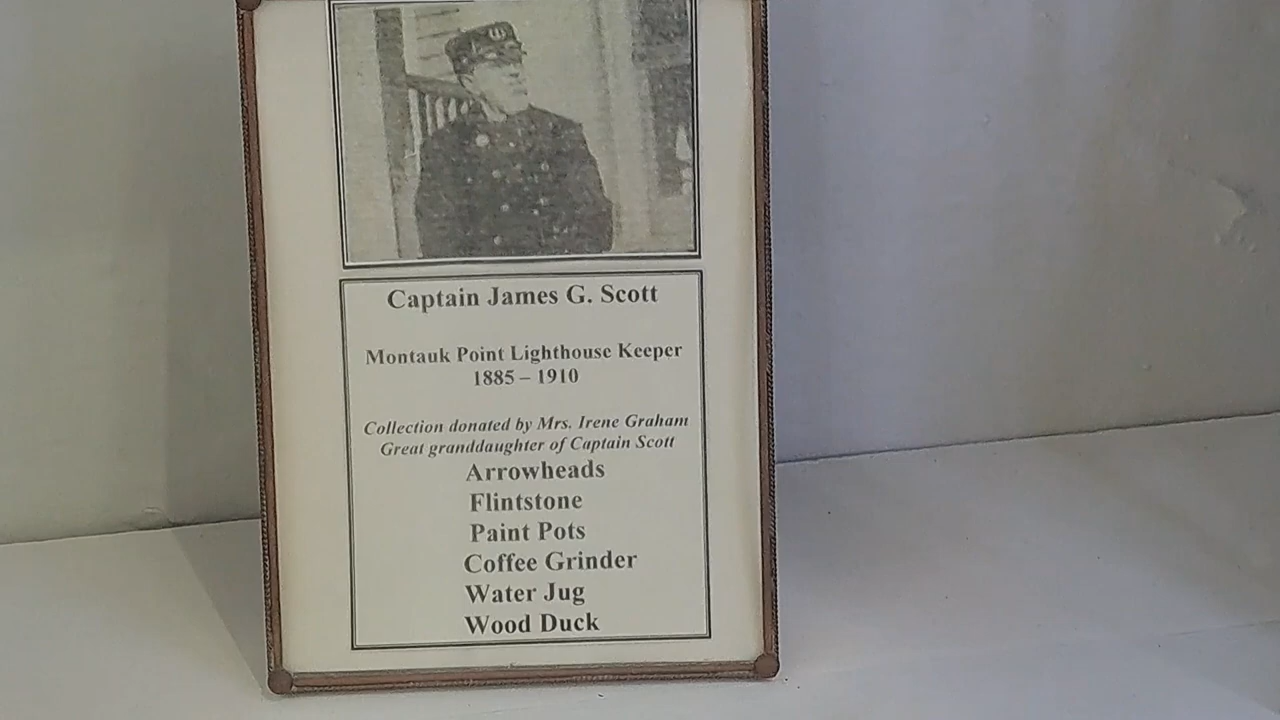 Captain James G. Scott
Montauk Point Lighthouse Keeper
1885 – 1910
Collection donated by Mrs. Irene Graham
Great granddaughter of Captain Scott
Arrowheads
Flintstone
Paint Pots
Coffee Grinder
Water Jug
Wood Duck